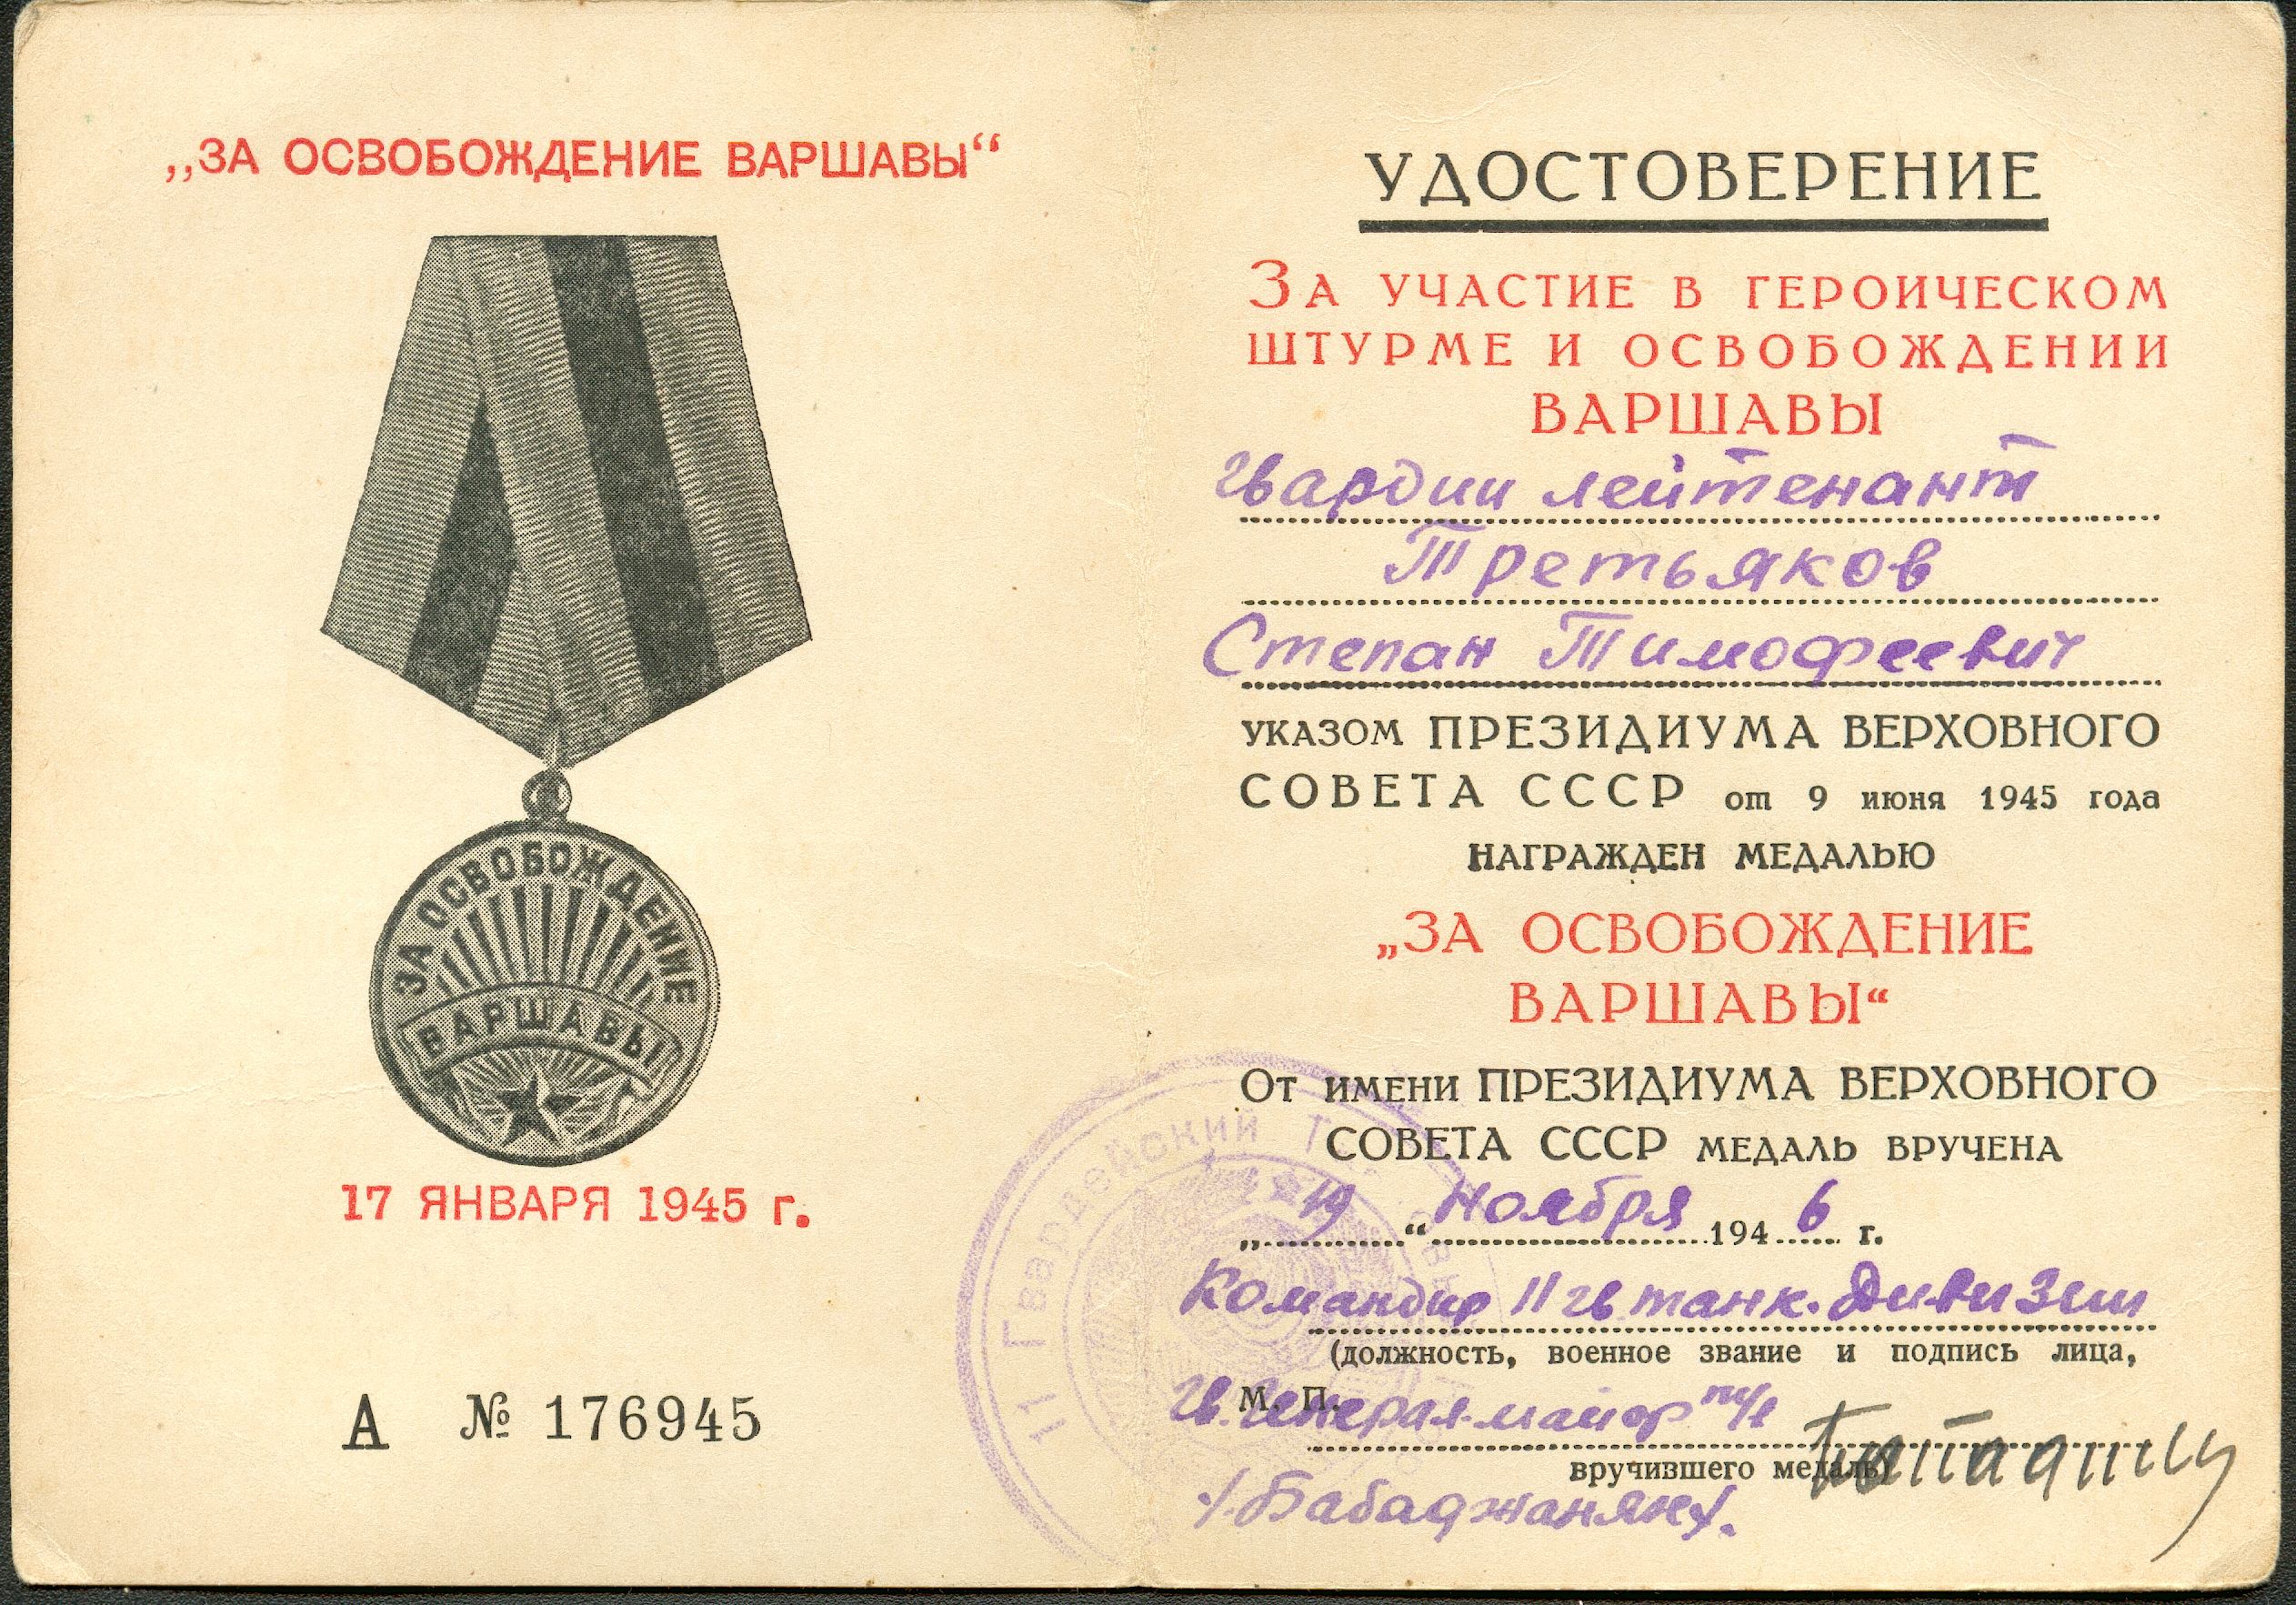 „ЗА ОСВОБОЖДЕНИЕ ВАРШАВЫ“
ЗА ОСВОБОЖДЕНИЕ
ВАРШАВЫ
17 ЯНВАРЯ 1945 г.
А № 176945
УДОСТОВЕРЕНИЕ
ЗА УЧАСТИЕ В ГЕРОИЧЕСКОМ
ШТУРМЕ И ОСВОБОЖДЕНИИ
ВАРШАВЫ
гвардии лейтенант
Третьяков
Степан Тимофеевич
УКАЗОМ ПРЕЗИДИУМА ВЕРХОВНОГО
СОВЕТА СССР от 9 июня 1945 года
НАГРАЖДЕН МЕДАЛЬЮ
„ЗА ОСВОБОЖДЕНИЕ
ВАРШАВЫ“
ОТ ИМЕНИ ПРЕЗИДИУМА ВЕРХОВНОГО
СОВЕТА СССР МЕДАЛЬ ВРУЧЕНА
„19“ ноября 1946 г.
Командир 11 гв танк. дивизии
(должность, военное звание и подпись лица,
М. П.
Гв. генерал-майор т/в
вручившего медаль)
/Бабаджанян/.
11 Гвардейский